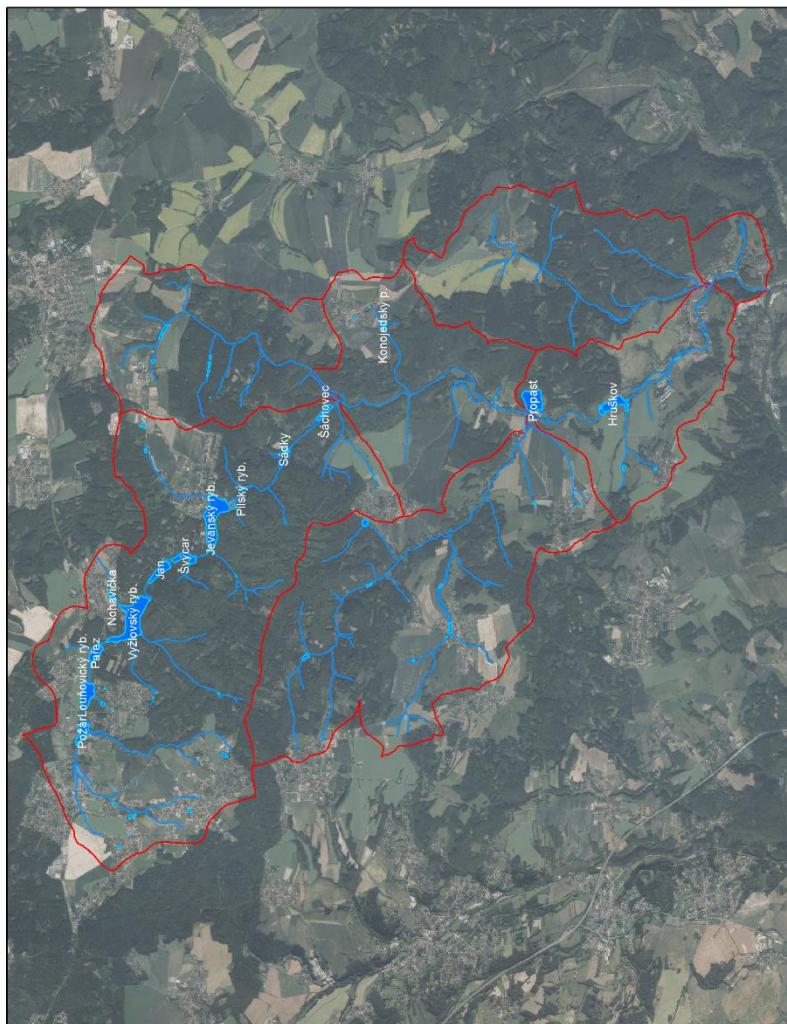 Požár
Louňovický ryb.
Pařez
Nohavička
Vyžlovský ryb.
Jan
Švýcar
Jevanský ryb.
Pilský ryb.
Sádky
Šáchovec
Konojedský p.
Propast
Hruškov